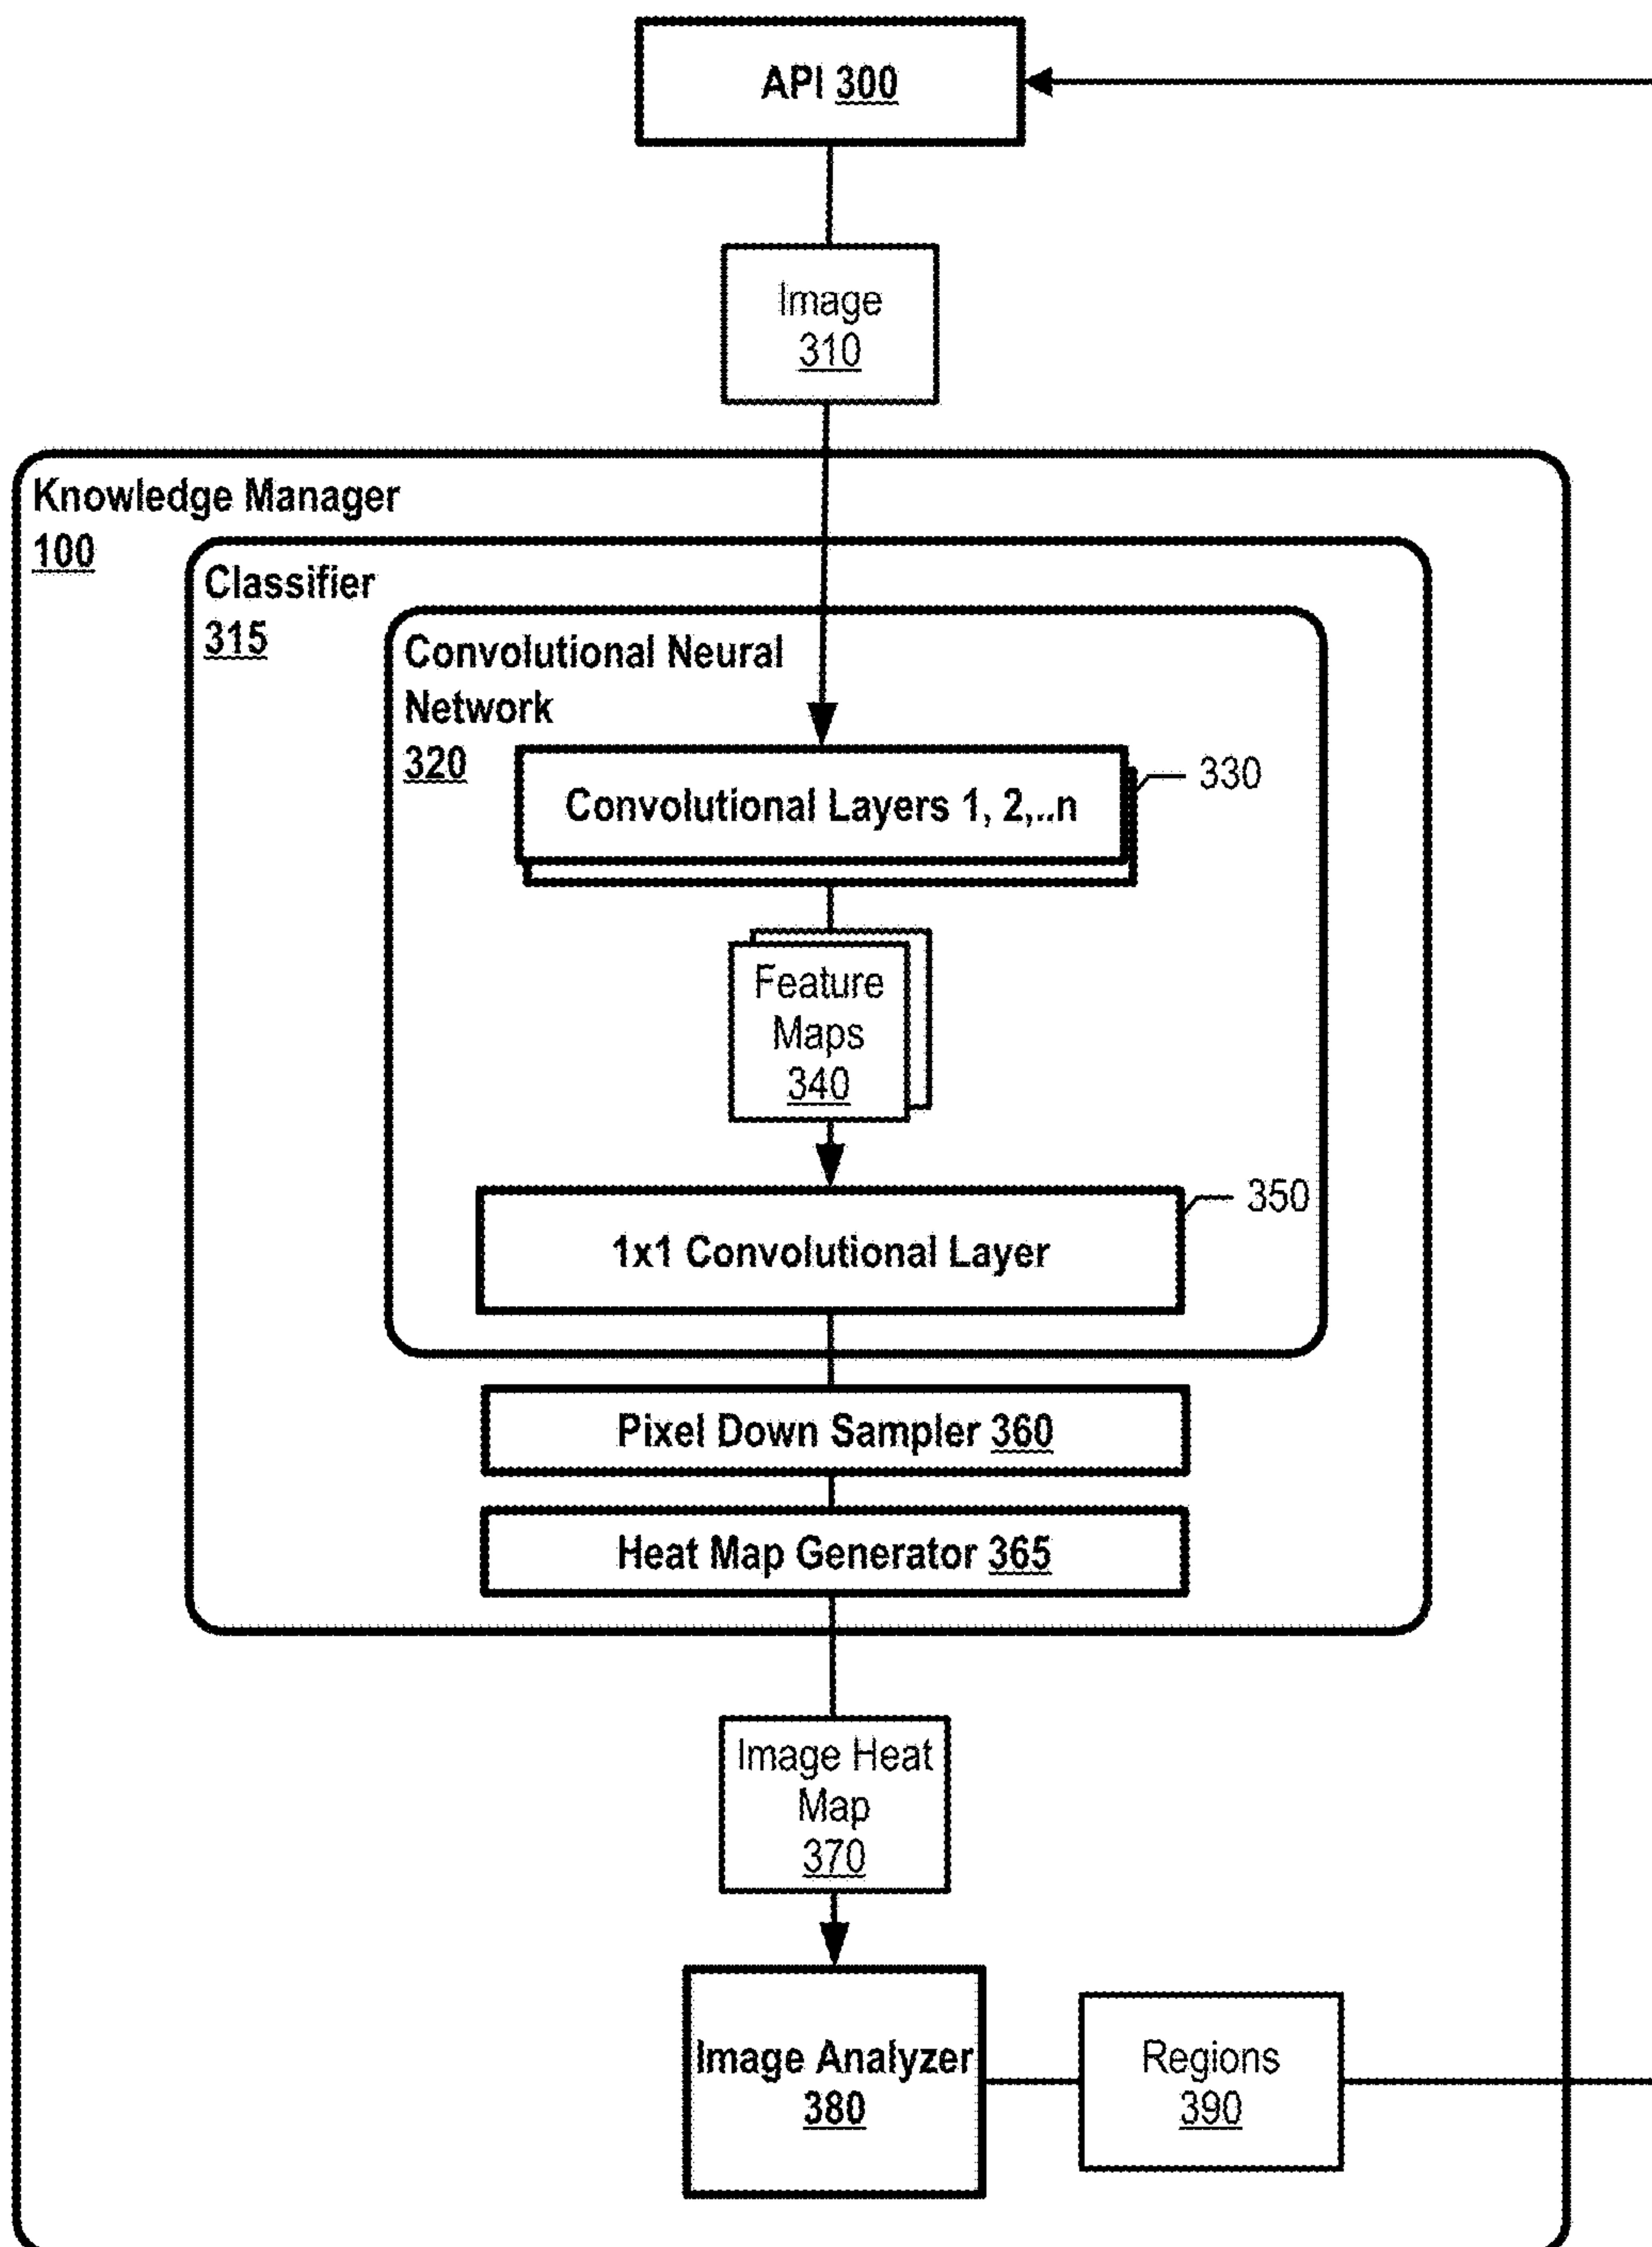 API 300
Image
310
Knowledge Manager
100
Classifier
315
Convolutional Neural
Network
320
Convolutional Layers 1, 2,..n
330
Feature
Maps
340
350
1x1 Convolutional Layer
Pixel Down Sampler 360
Heat Map Generator 365
Image Heat
Map
370
Image Analyzer
380
Regions
390